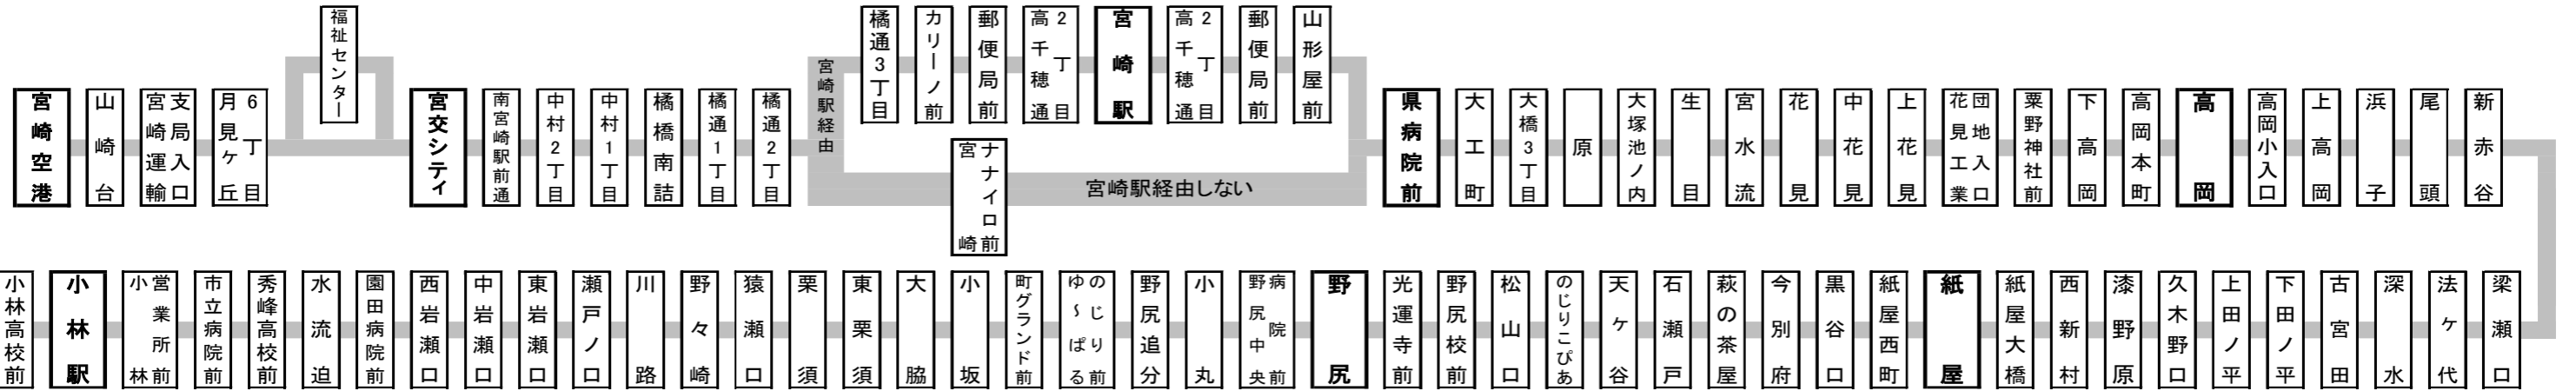 宮崎空港
山崎台
宮崎運輸支局入口
月見ケ丘6丁目
福祉センター
宮交シティ
南宮崎駅前通
中村2丁目
中村1丁目
橘橋南詰
橘通1丁目
橘通2丁目
宮崎駅経由
橘通3丁目
カリーノ前
郵便局前
高千穂通2丁目
宮崎駅
高千穂通2丁目
郵便局前
山形屋前
宮崎ナナイロ前
宮崎駅経由しない
県病院前
大工町
大橋3丁目
原
大塚池ノ内
生目
宮水流
花見
中花見
上花見
花見工業団地入口
粟野神社前
下高岡
高岡本町
高岡
高岡小入口
上高岡
浜子
尾頭
新赤谷
梁瀬口
法ケ代
深水
古宮田
下田ノ平
上田ノ平
久木野口
漆野原
西新村
紙屋大橋
紙屋
紙屋西町
黒谷口
今別府
萩の茶屋
石瀬戸
天ケ谷
のじりこぴあ
松山口
野尻校前
光運寺前
野尻
野尻中央病院前
小丸
野尻追分
のじりゆ～ぱる前
町グランド前
小坂
大脇
東栗須
栗須
猿瀬口
野々崎
川路
瀬戸ノ口
東岩瀬口
中岩瀬口
西岩瀬口
園田病院前
水流迫
秀峰高校前
市立病院前
小林営業所前
小林駅
小林高校前